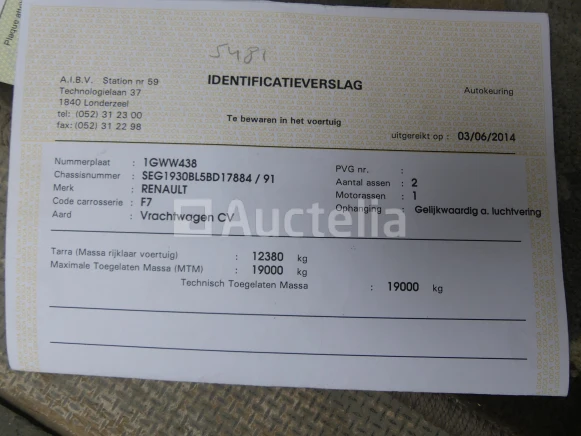 Plaque
5481
A.I.B.V. Station nr 59
Technologielaan 37
1840 Londerzeel
tel: (052) 31 23 00
fax: (052) 31 22 98
IDENTIFICATIEVERSLAG
Te bewaren in het voertuig
Autokeuring
uitgereikt op : 03/06/2014
Nummerplaat : 1GWW438
Chassisnummer : SEG1930BL5BD17884 / 91
Merk : RENAULT
Code carrosserie : F7
Aard : Vrachtwagen CV
PVG nr. :
Aantal assen : 2
Motorassen : 1
Ophanging : Gelijkwaardig a. luchtvering
Auctelia
Tarra (Massa rijklaar voertuig) : 12380 kg
Maximale Toegelaten Massa (MTM) : 19000 kg
Technisch Toegelaten Massa : 19000 kg